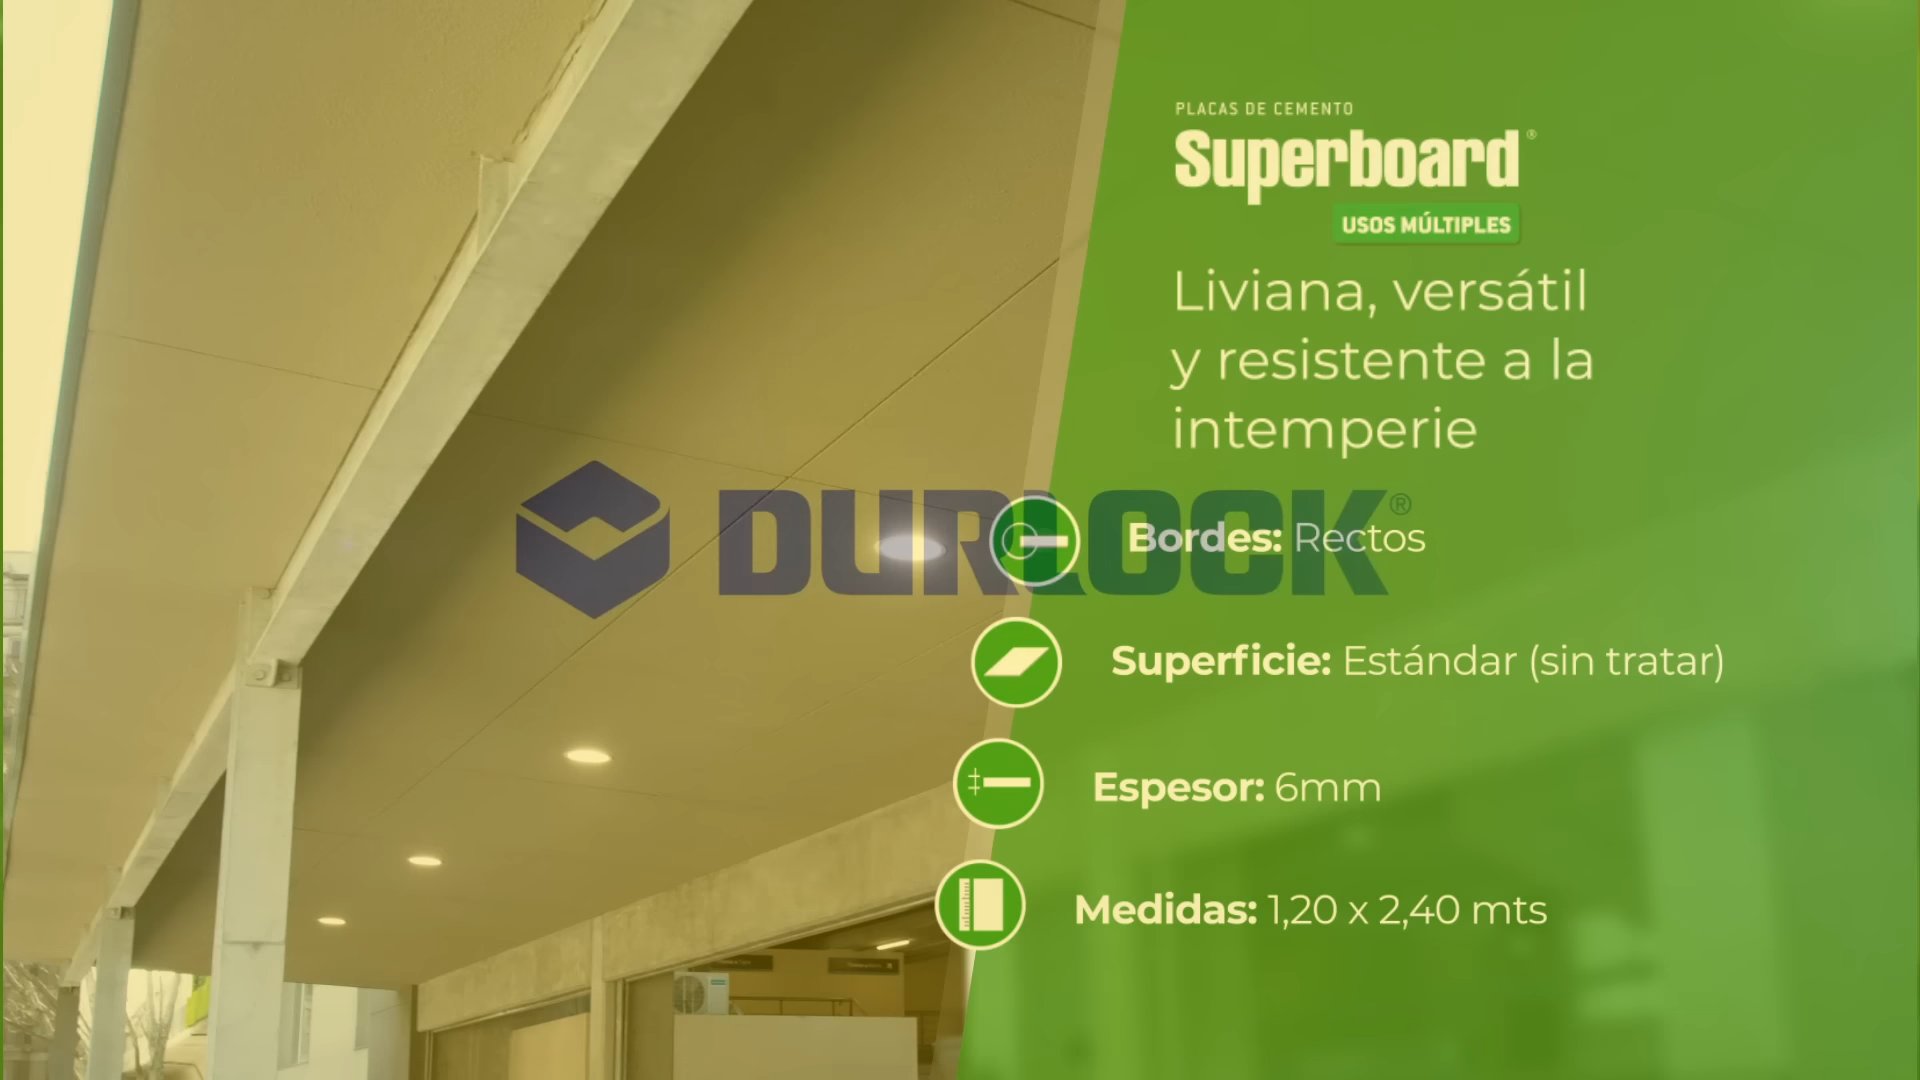 PLACAS DE CEMENTO
Superboard®
USOS MÚLTIPLES
Liviana, versátil
y resistente a la
intemperie
DURLOCK®
Bordes: Rectos
Superficie: Estándar (sin tratar)
Espesor: 6mm
Medidas: 1,20 x 2,40 mts